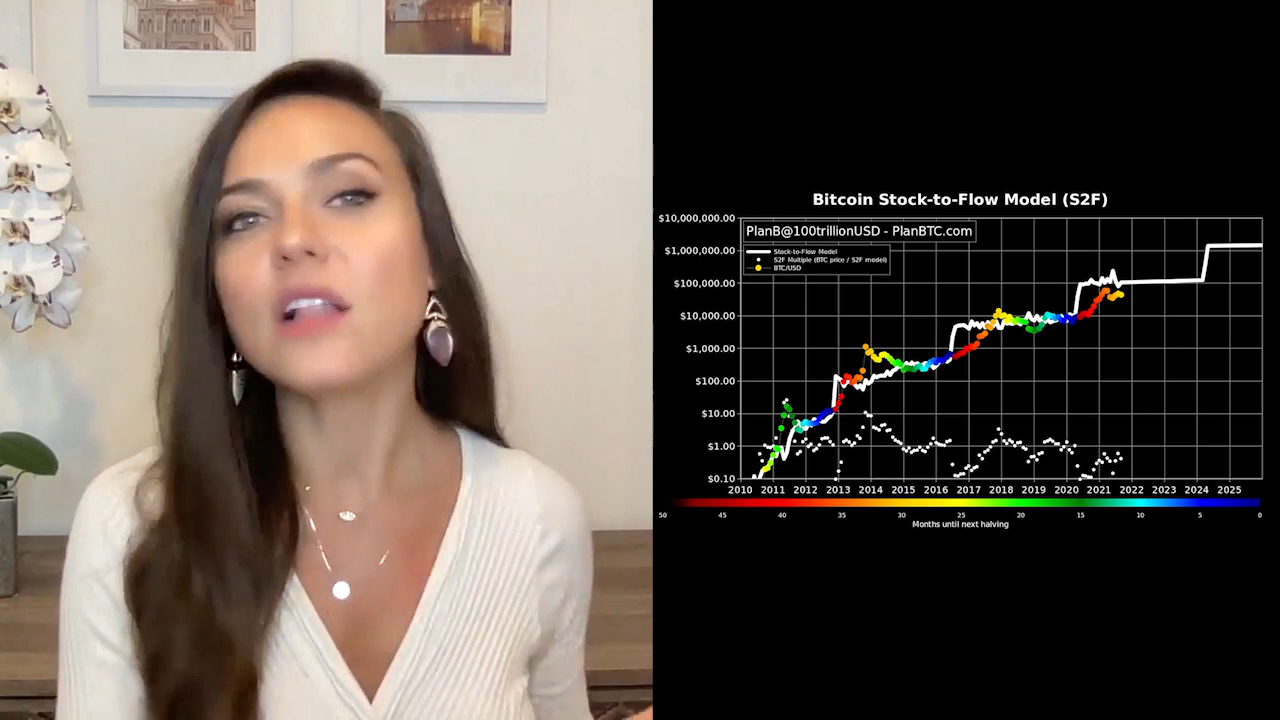 Bitcoin Stock-to-Flow Model (S2F)
$10,000,000.00
PlanB@100trillionUSD - PlanBTC.com
$1,000,000.00
Stock-to-Flow Model
S2F Multiple (BTC price / S2F model)
BTC/USD
$100,000.00
$10,000.00
$1,000.00
$100.00
$10.00
$1.00
$0.10
2010 2011 2012 2013 2014 2015 2016 2017 2018 2019 2020 2021 2022 2023 2024 2025
50 45 40 35 30 25 20 15 10 5 0
Months until next halving